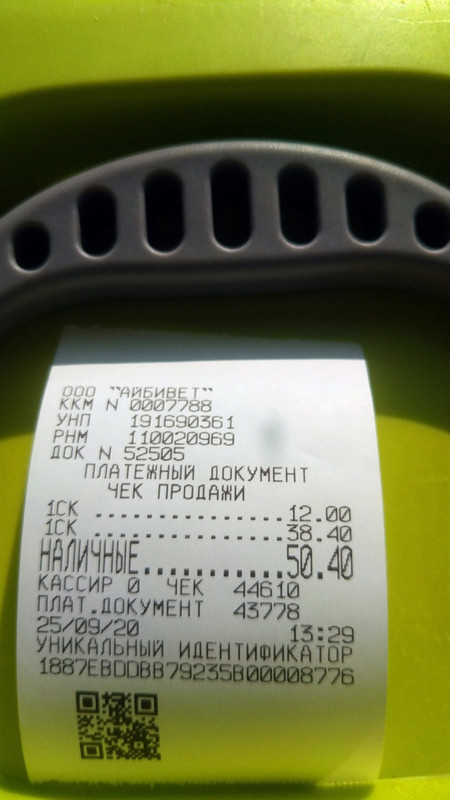 ООО "АЙБИВЕТ"
ККМ N 0007788
УНП 191690361
РНМ 110020969
ДОК N 52505
ПЛАТЕЖНЫЙ ДОКУМЕНТ
ЧЕК ПРОДАЖИ
1СК ................12.00
1СК ................38.40
НАЛИЧНЫЕ...........50.40
КАССИР 0 ЧЕК 44610
ПЛАТ.ДОКУМЕНТ 43778
25/09/20 13:29
УНИКАЛЬНЫЙ ИДЕНТИФИКАТОР
1887EBDDBB79235B00008776